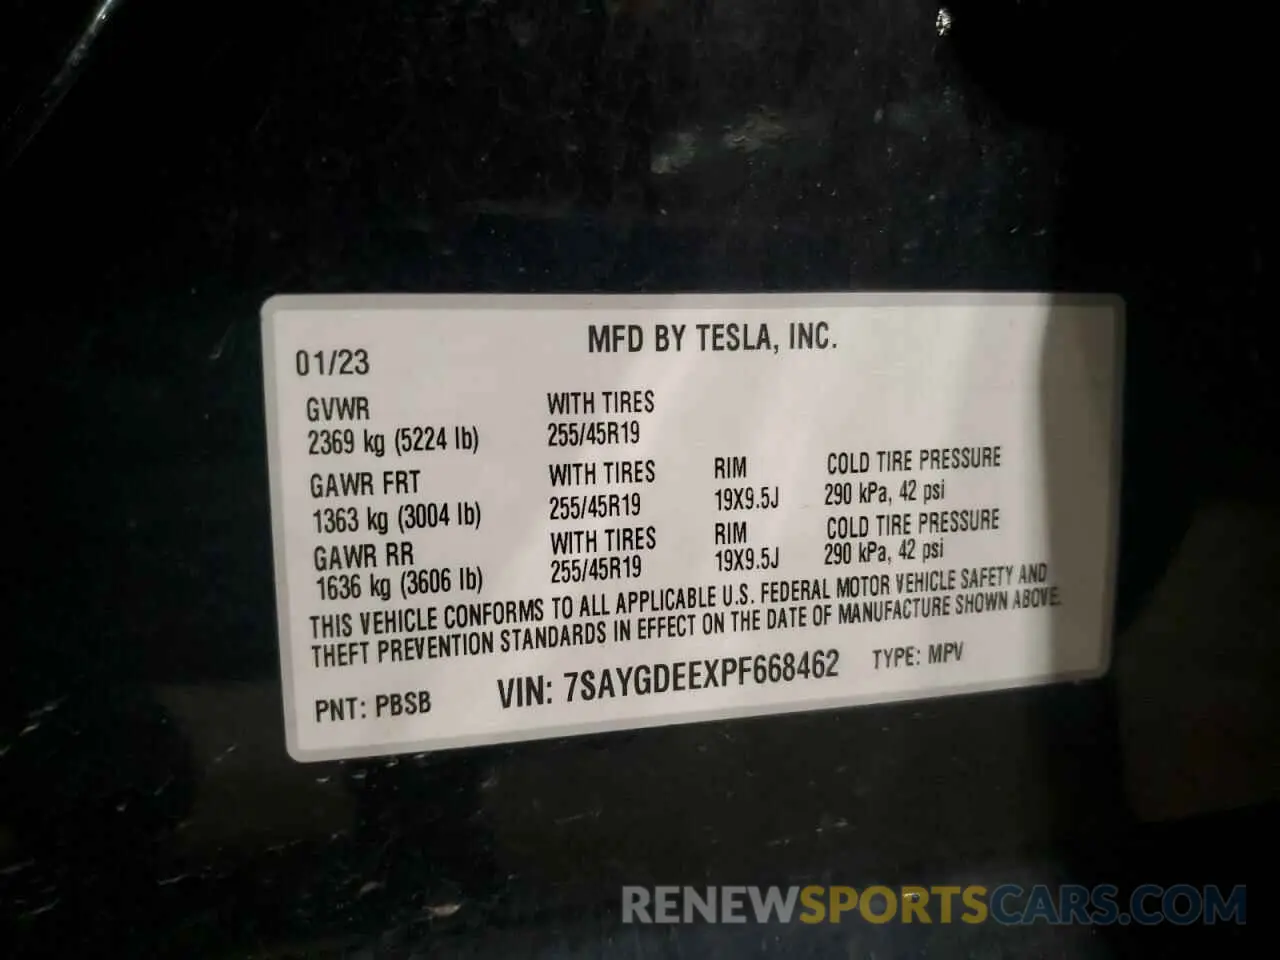 MFD BY TESLA, INC.
01/23
GVWR WITH TIRES
2369 kg (5224 lb) 255/45R19
GAWR FRT WITH TIRES RIM COLD TIRE PRESSURE
1363 kg (3004 lb) 255/45R19 19X9.5J 290 kPa, 42 psi
GAWR RR WITH TIRES RIM COLD TIRE PRESSURE
1636 kg (3606 lb) 255/45R19 19X9.5J 290 kPa, 42 psi
THIS VEHICLE CONFORMS TO ALL APPLICABLE U.S. FEDERAL MOTOR VEHICLE SAFETY AND
THEFT PREVENTION STANDARDS IN EFFECT ON THE DATE OF MANUFACTURE SHOWN ABOVE.
PNT: PBSB VIN: 7SAYGDEEXPF668462 TYPE: MPV
RENEWSPORTSCARS.COM